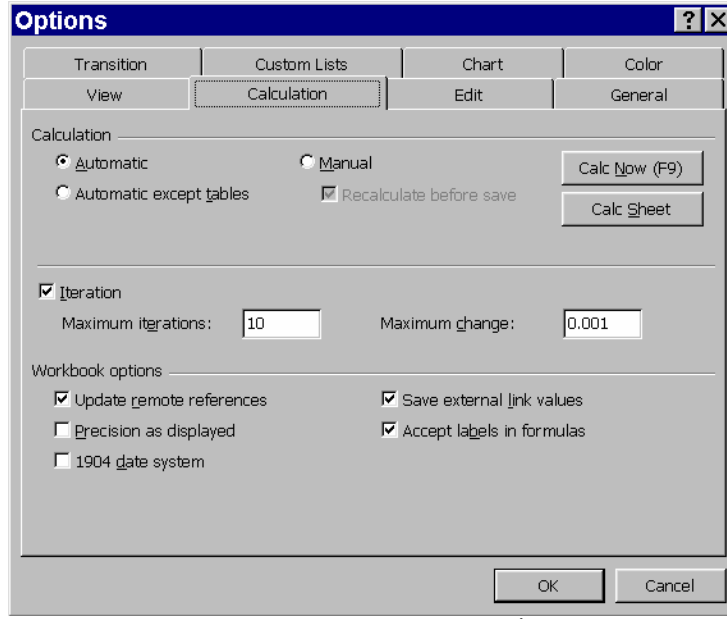 Options ? X
Transition Custom Lists Chart Color
View Calculation Edit General
Calculation
Automatic Manual Calc Now (F9)
Automatic except tables Recalculate before save Calc Sheet
Iteration
Maximum iterations: 10 Maximum change: 0.001
Workbook options
Update remote references Save external link values
Precision as displayed Accept labels in formulas
1904 date system
OK Cancel